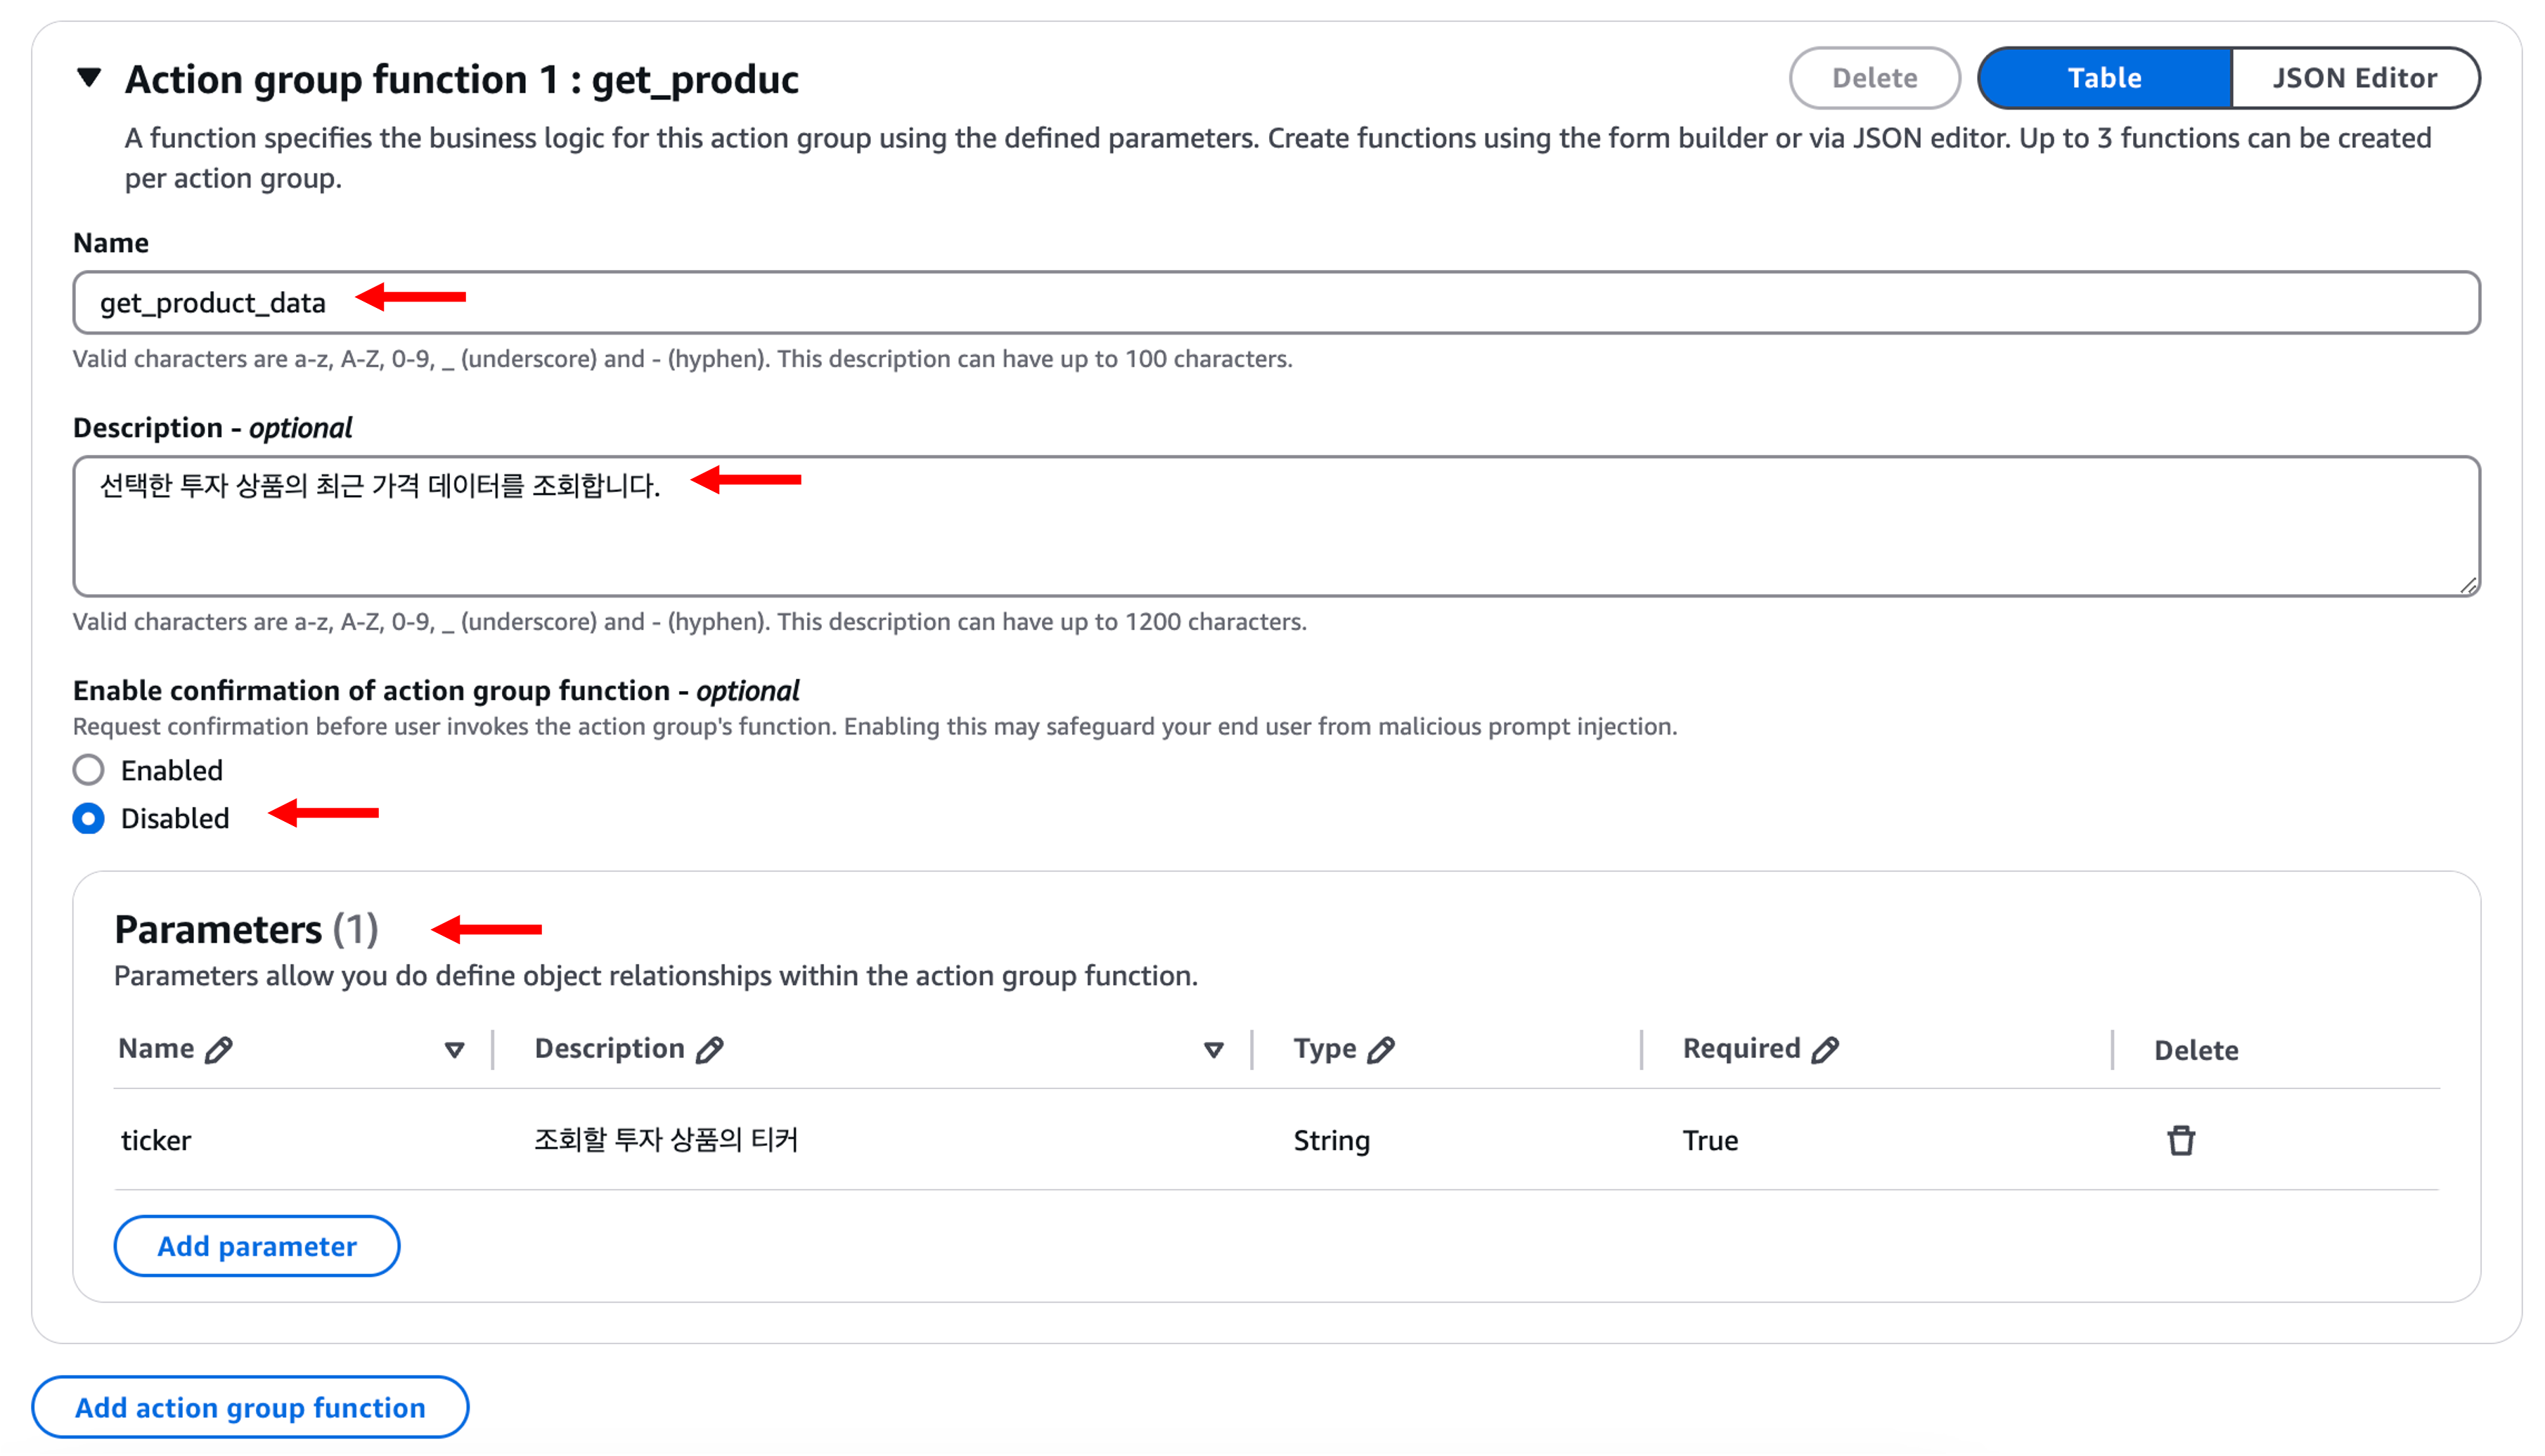 Action group function 1 : get_produc
Delete
Table
JSON Editor
A function specifies the business logic for this action group using the defined parameters. Create functions using the form builder or via JSON editor. Up to 3 functions can be created
per action group.
Name
get_product_data
Valid characters are a-z, A-Z, 0-9, _ (underscore) and - (hyphen). This description can have up to 100 characters.
Description - optional
선택한 투자 상품의 최근 가격 데이터를 조회합니다.
Valid characters are a-z, A-Z, 0-9, _ (underscore) and - (hyphen). This description can have up to 1200 characters.
Enable confirmation of action group function - optional
Request confirmation before user invokes the action group's function. Enabling this may safeguard your end user from malicious prompt injection.
Enabled
Disabled
Parameters (1)
Parameters allow you do define object relationships within the action group function.
Name Description Type Required Delete
ticker 조회할 투자 상품의 티커 String True
Add parameter
Add action group function